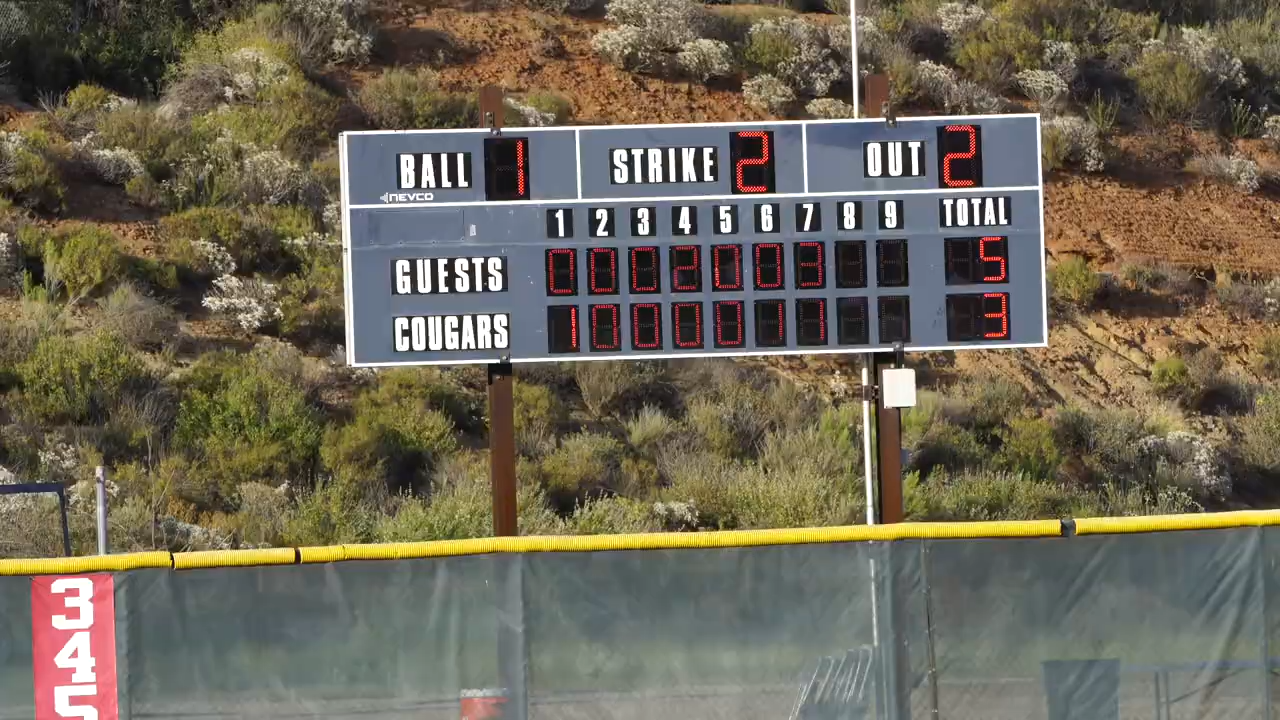 BALL 1 STRIKE 2 OUT 2
NEVCO
1 2 3 4 5 6 7 8 9 TOTAL
GUESTS 0 0 0 2 0 0 3 5
COUGARS 1 0 0 0 0 1 1 3
345